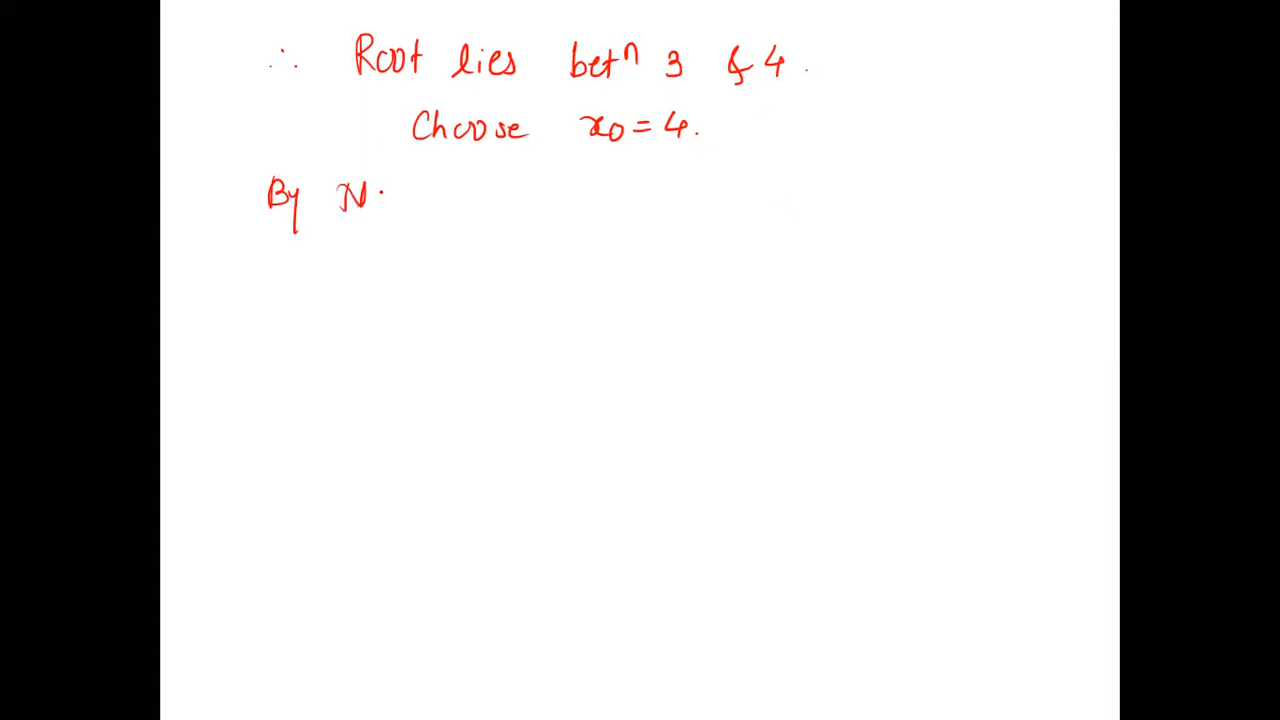 ∴ Root lies betⁿ 3 & 4.
Choose x₀ = 4.
By N.